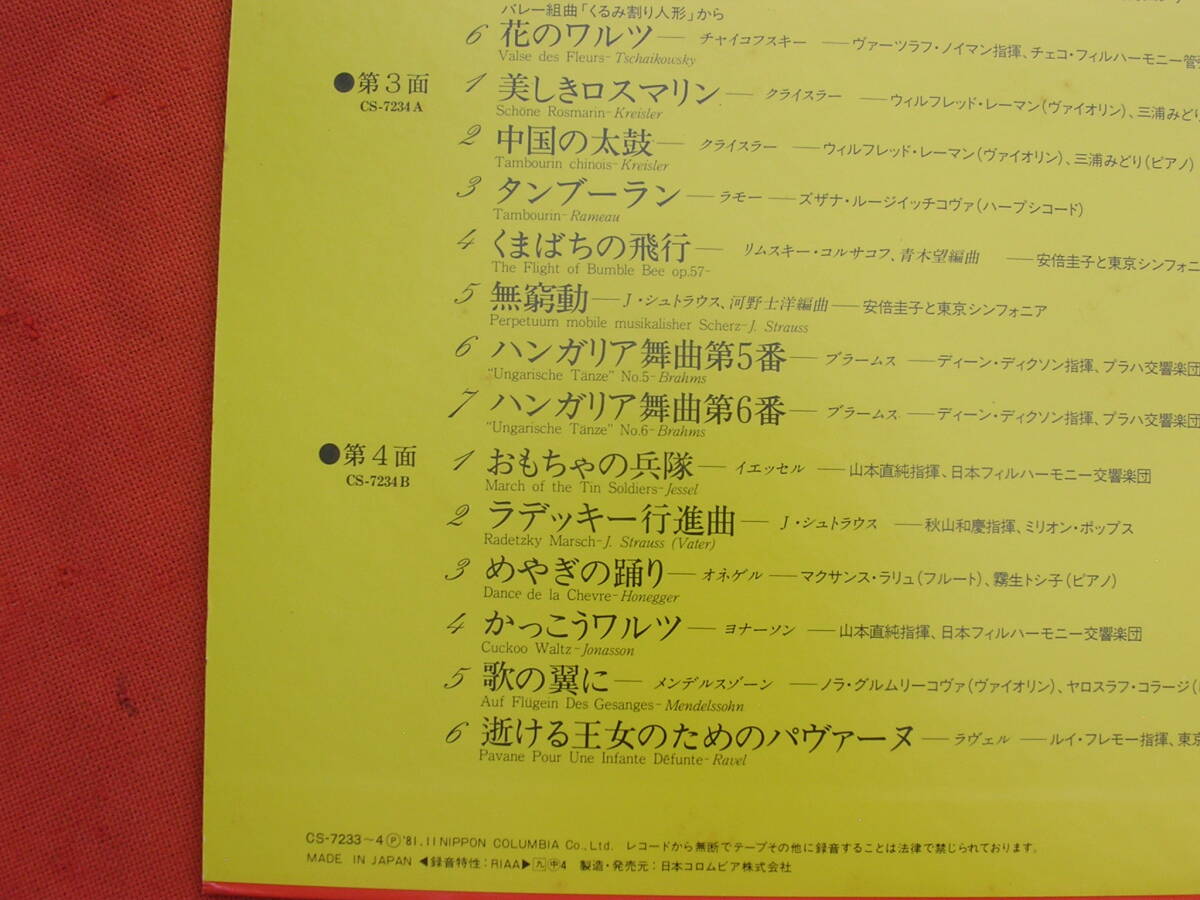 バレー組曲「くるみ割り人形」から
6 花のワルツ── チャイコフスキー ──ヴァーツラフ・ノイマン指揮、チェコ・フィルハーモニー管
Valse des Fleurs-Tschaikowsky
●第3面 1 美しきロスマリン── クライスラー ──ウィルフレッド・レーマン(ヴァイオリン)、三浦みどり
CS-7234A Schöne Rosmarin-Kreisler
2 中国の太鼓── クライスラー ──ウィルフレッド・レーマン(ヴァイオリン)、三浦みどり(ピアノ)
Tambourin chinois-Kreisler
3 タンブーラン──ラモー──ズザナ・ルージイッチコヴァ(ハープシコード)
Tambourin-Rameau
4 くまばちの飛行── リムスキー・コルサコフ、青木望編曲 ──安倍圭子と東京シンフォニ
The Flight of Bumble Bee op.57-
5 無窮動──J・シュトラウス、河野士洋編曲──安倍圭子と東京シンフォニア
Perpetuum mobile musikalisher Scherz-J. Strauss
6 ハンガリア舞曲第5番── ブラームス ──ディーン・ディクソン指揮、プラハ交響楽団
"Ungarische Tänze" No.5-Brahms
7 ハンガリア舞曲第6番── ブラームス ──ディーン・ディクソン指揮、プラハ交響楽団
"Ungarische Tänze" No.6-Brahms
●第4面 1 おもちゃの兵隊── イエッセル ──山本直純指揮、日本フィルハーモニー交響楽団
CS-7234B March of the Tin Soldiers-Jessel
2 ラデッキー行進曲── J・シュトラウス ──秋山和慶指揮、ミリオン・ポップス
Radetzky Marsch-J. Strauss (Vater)
3 めやぎの踊り──オネゲル──マクサンス・ラリュ(フルート)、霧生トシ子(ピアノ)
Dance de la Chevre-Honegger
4 かっこうワルツ── ヨナーソン ──山本直純指揮、日本フィルハーモニー交響楽団
Cuckoo Waltz-Jonasson
5 歌の翼に── メンデルスゾーン ──ノラ・グルムリーコヴァ(ヴァイオリン)、ヤロスラフ・コラージ(
Auf Flügein Des Gesanges-Mendelssohn
6 逝ける王女のためのパヴァーヌ──ラヴェル──ルイ・フレモー指揮、東京
Pavane Pour Une Infante Défunte-Ravel
CS-7233~4Ⓟ'81.11 NIPPON COLUMBIA Co., Ltd. レコードから無断でテープその他に録音することは法律で禁じられております。
MADE IN JAPAN ◀録音特性:RIAA▶九㊥4 製造・発売元:日本コロムビア株式会社